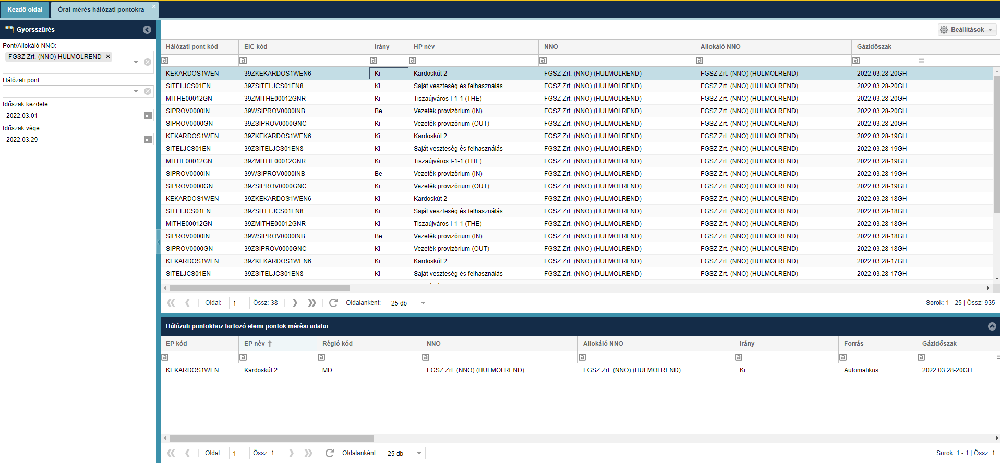 Kezdő oldal Órai mérés hálózati pontokra
Gyorsszűrés
Pont/Allokáló NNO:
FGSZ Zrt. (NNO) HULMOLREND
Hálózati pont:
Időszak kezdete:
2022.03.01
Időszak vége:
2022.03.29
Beállítások
Hálózati pont kód EIC kód Irány HP név NNO Allokáló NNO Gázidőszak
KEKARDOS1WEN 39ZKEKARDOS1WEN6 Ki Kardoskút 2 FGSZ Zrt. (NNO) (HULMOLREND) FGSZ Zrt. (NNO) (HULMOLREND) 2022.03.28-20GH
SITELJCS01EN 39ZSITELJCS01EN8 Ki Saját veszteség és felhasználás FGSZ Zrt. (NNO) (HULMOLREND) FGSZ Zrt. (NNO) (HULMOLREND) 2022.03.28-20GH
MITHE00012GN 39ZMITHE00012GNR Ki Tiszaújváros I-1-1 (THE) FGSZ Zrt. (NNO) (HULMOLREND) FGSZ Zrt. (NNO) (HULMOLREND) 2022.03.28-20GH
SIPROV0000IN 39WSIPROV0000INB Be Vezeték provizórium (IN) FGSZ Zrt. (NNO) (HULMOLREND) FGSZ Zrt. (NNO) (HULMOLREND) 2022.03.28-20GH
SIPROV0000GN 39ZSIPROV0000GNC Ki Vezeték provizórium (OUT) FGSZ Zrt. (NNO) (HULMOLREND) FGSZ Zrt. (NNO) (HULMOLREND) 2022.03.28-20GH
KEKARDOS1WEN 39ZKEKARDOS1WEN6 Ki Kardoskút 2 FGSZ Zrt. (NNO) (HULMOLREND) FGSZ Zrt. (NNO) (HULMOLREND) 2022.03.28-19GH
SITELJCS01EN 39ZSITELJCS01EN8 Ki Saját veszteség és felhasználás FGSZ Zrt. (NNO) (HULMOLREND) FGSZ Zrt. (NNO) (HULMOLREND) 2022.03.28-19GH
MITHE00012GN 39ZMITHE00012GNR Ki Tiszaújváros I-1-1 (THE) FGSZ Zrt. (NNO) (HULMOLREND) FGSZ Zrt. (NNO) (HULMOLREND) 2022.03.28-19GH
SIPROV0000IN 39WSIPROV0000INB Be Vezeték provizórium (IN) FGSZ Zrt. (NNO) (HULMOLREND) FGSZ Zrt. (NNO) (HULMOLREND) 2022.03.28-19GH
SIPROV0000GN 39ZSIPROV0000GNC Ki Vezeték provizórium (OUT) FGSZ Zrt. (NNO) (HULMOLREND) FGSZ Zrt. (NNO) (HULMOLREND) 2022.03.28-19GH
KEKARDOS1WEN 39ZKEKARDOS1WEN6 Ki Kardoskút 2 FGSZ Zrt. (NNO) (HULMOLREND) FGSZ Zrt. (NNO) (HULMOLREND) 2022.03.28-18GH
SITELJCS01EN 39ZSITELJCS01EN8 Ki Saját veszteség és felhasználás FGSZ Zrt. (NNO) (HULMOLREND) FGSZ Zrt. (NNO) (HULMOLREND) 2022.03.28-18GH
MITHE00012GN 39ZMITHE00012GNR Ki Tiszaújváros I-1-1 (THE) FGSZ Zrt. (NNO) (HULMOLREND) FGSZ Zrt. (NNO) (HULMOLREND) 2022.03.28-18GH
SIPROV0000IN 39WSIPROV0000INB Be Vezeték provizórium (IN) FGSZ Zrt. (NNO) (HULMOLREND) FGSZ Zrt. (NNO) (HULMOLREND) 2022.03.28-18GH
SIPROV0000GN 39ZSIPROV0000GNC Ki Vezeték provizórium (OUT) FGSZ Zrt. (NNO) (HULMOLREND) FGSZ Zrt. (NNO) (HULMOLREND) 2022.03.28-18GH
KEKARDOS1WEN 39ZKEKARDOS1WEN6 Ki Kardoskút 2 FGSZ Zrt. (NNO) (HULMOLREND) FGSZ Zrt. (NNO) (HULMOLREND) 2022.03.28-17GH
SITELJCS01EN 39ZSITELJCS01EN8 Ki Saját veszteség és felhasználás FGSZ Zrt. (NNO) (HULMOLREND) FGSZ Zrt. (NNO) (HULMOLREND) 2022.03.28-17GH
Oldal: 1 Össz: 38 Oldalanként: 25 db Sorok: 1 - 25 | Össz: 935
Hálózati pontokhoz tartozó elemi pontok mérési adatai
EP kód EP név Régió kód NNO Allokáló NNO Irány Forrás Gázidőszak
KEKARDOS1WEN Kardoskút 2 MD FGSZ Zrt. (NNO) (HULMOLREND) FGSZ Zrt. (NNO) (HULMOLREND) Ki Automatikus 2022.03.28-20GH
Oldal: 1 Össz: 1 Oldalanként: 25 db Sorok: 1 - 1 | Össz: 1